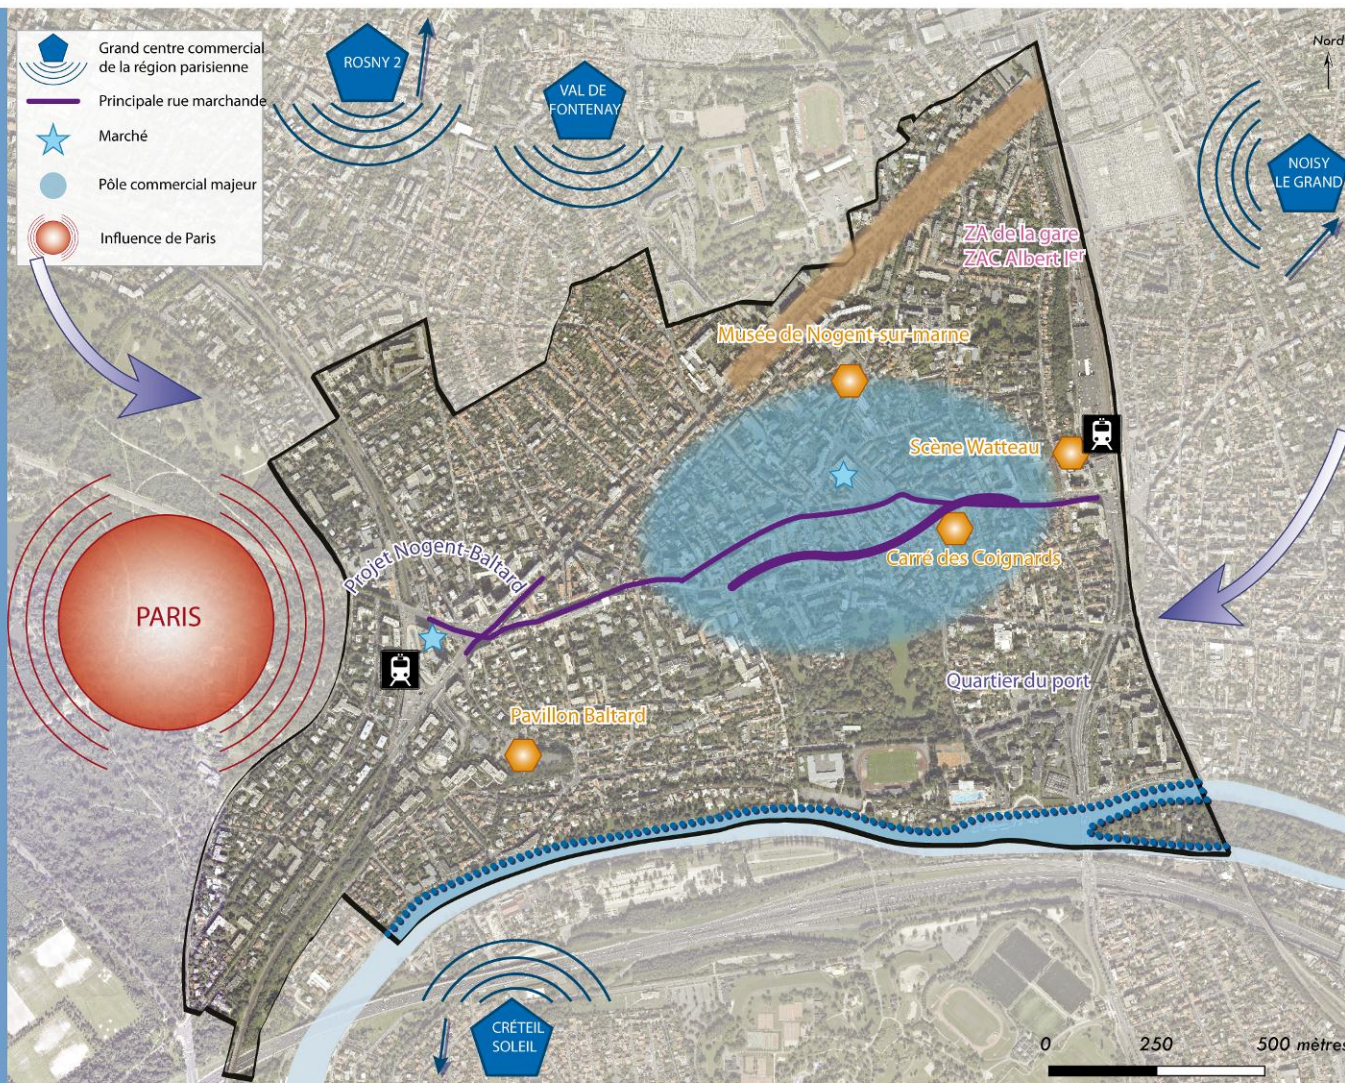 Grand centre commercial
de la région parisienne
Principale rue marchande
Marché
Pôle commercial majeur
Influence de Paris
ROSNY 2
VAL DE
FONTENAY
Nord
NOISY
LE GRAND
ZA de la gare
ZAC Albert Ier
Musée de Nogent-sur-marne
Scène Watteau
Carré des Coignards
Projet Nogent-Baltard
PARIS
Quartier du port
Pavillon Baltard
CRÉTEIL
SOLEIL
0 250 500 mètres